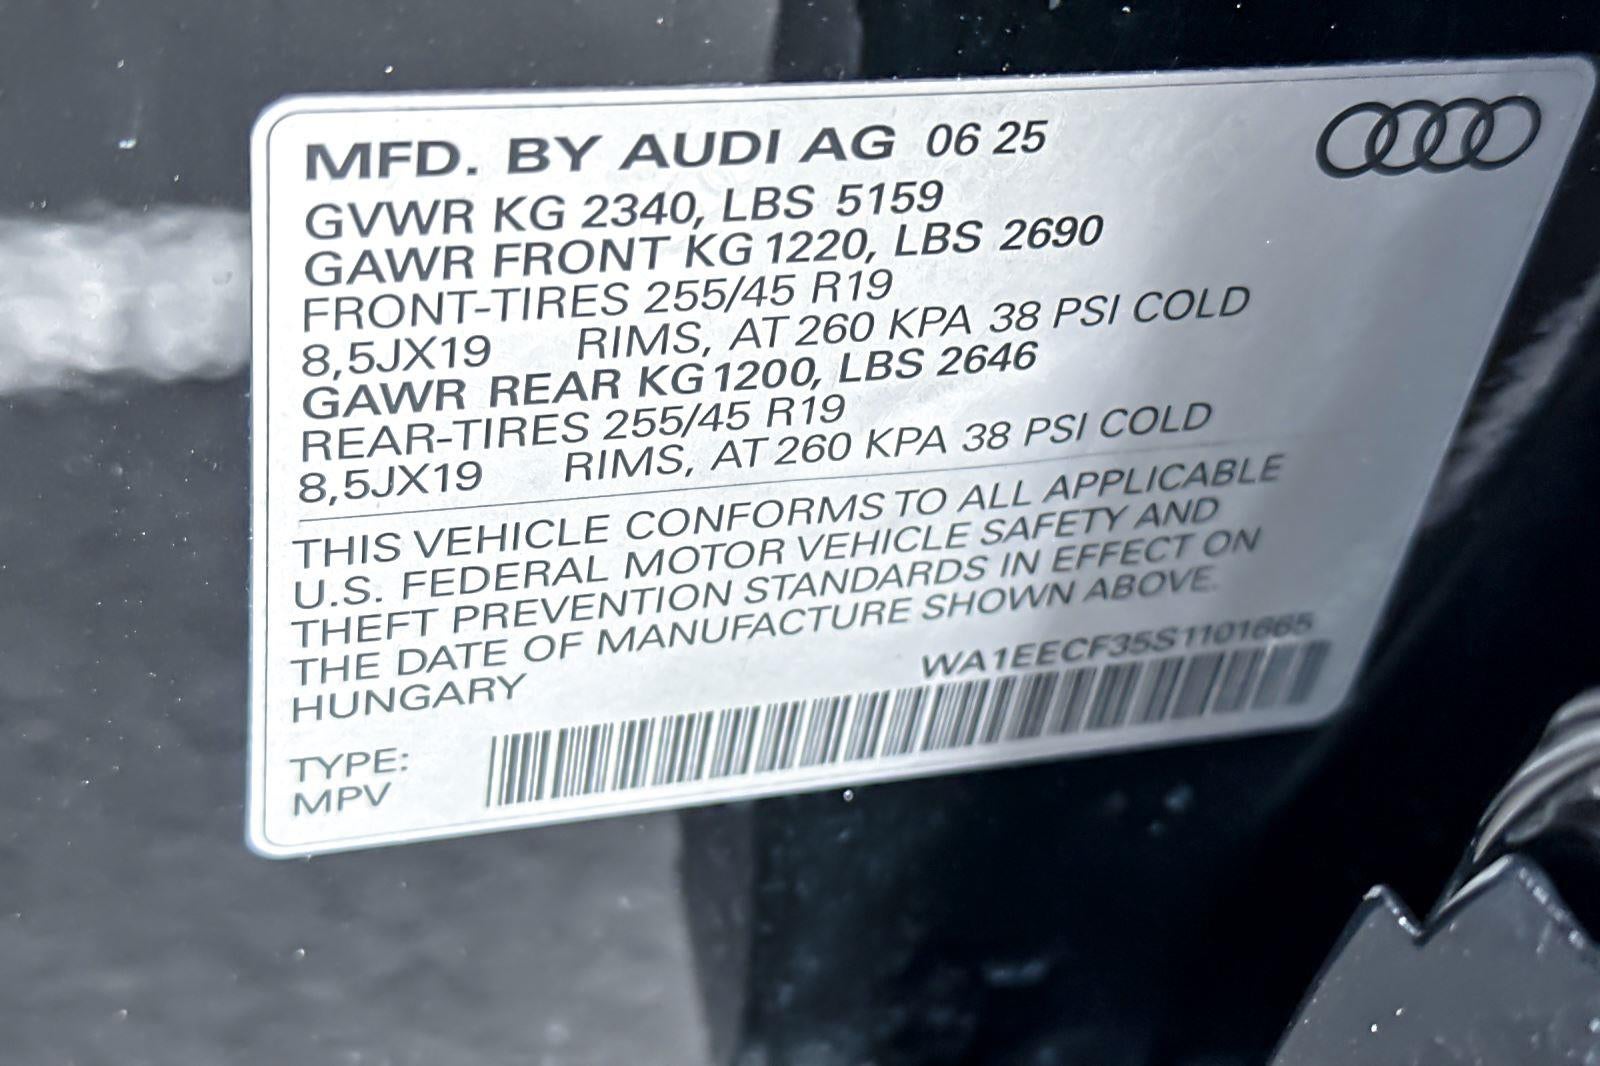 MFD. BY AUDI AG 06 25
GVWR KG 2340, LBS 5159
GAWR FRONT KG 1220, LBS 2690
FRONT-TIRES 255/45 R19
8,5JX19 RIMS, AT 260 KPA 38 PSI COLD
GAWR REAR KG 1200, LBS 2646
REAR-TIRES 255/45 R19
8,5JX19 RIMS, AT 260 KPA 38 PSI COLD
THIS VEHICLE CONFORMS TO ALL APPLICABLE
U.S. FEDERAL MOTOR VEHICLE SAFETY AND
THEFT PREVENTION STANDARDS IN EFFECT ON
THE DATE OF MANUFACTURE SHOWN ABOVE.
HUNGARY
WA1EECF35S1101665
TYPE:
MPV